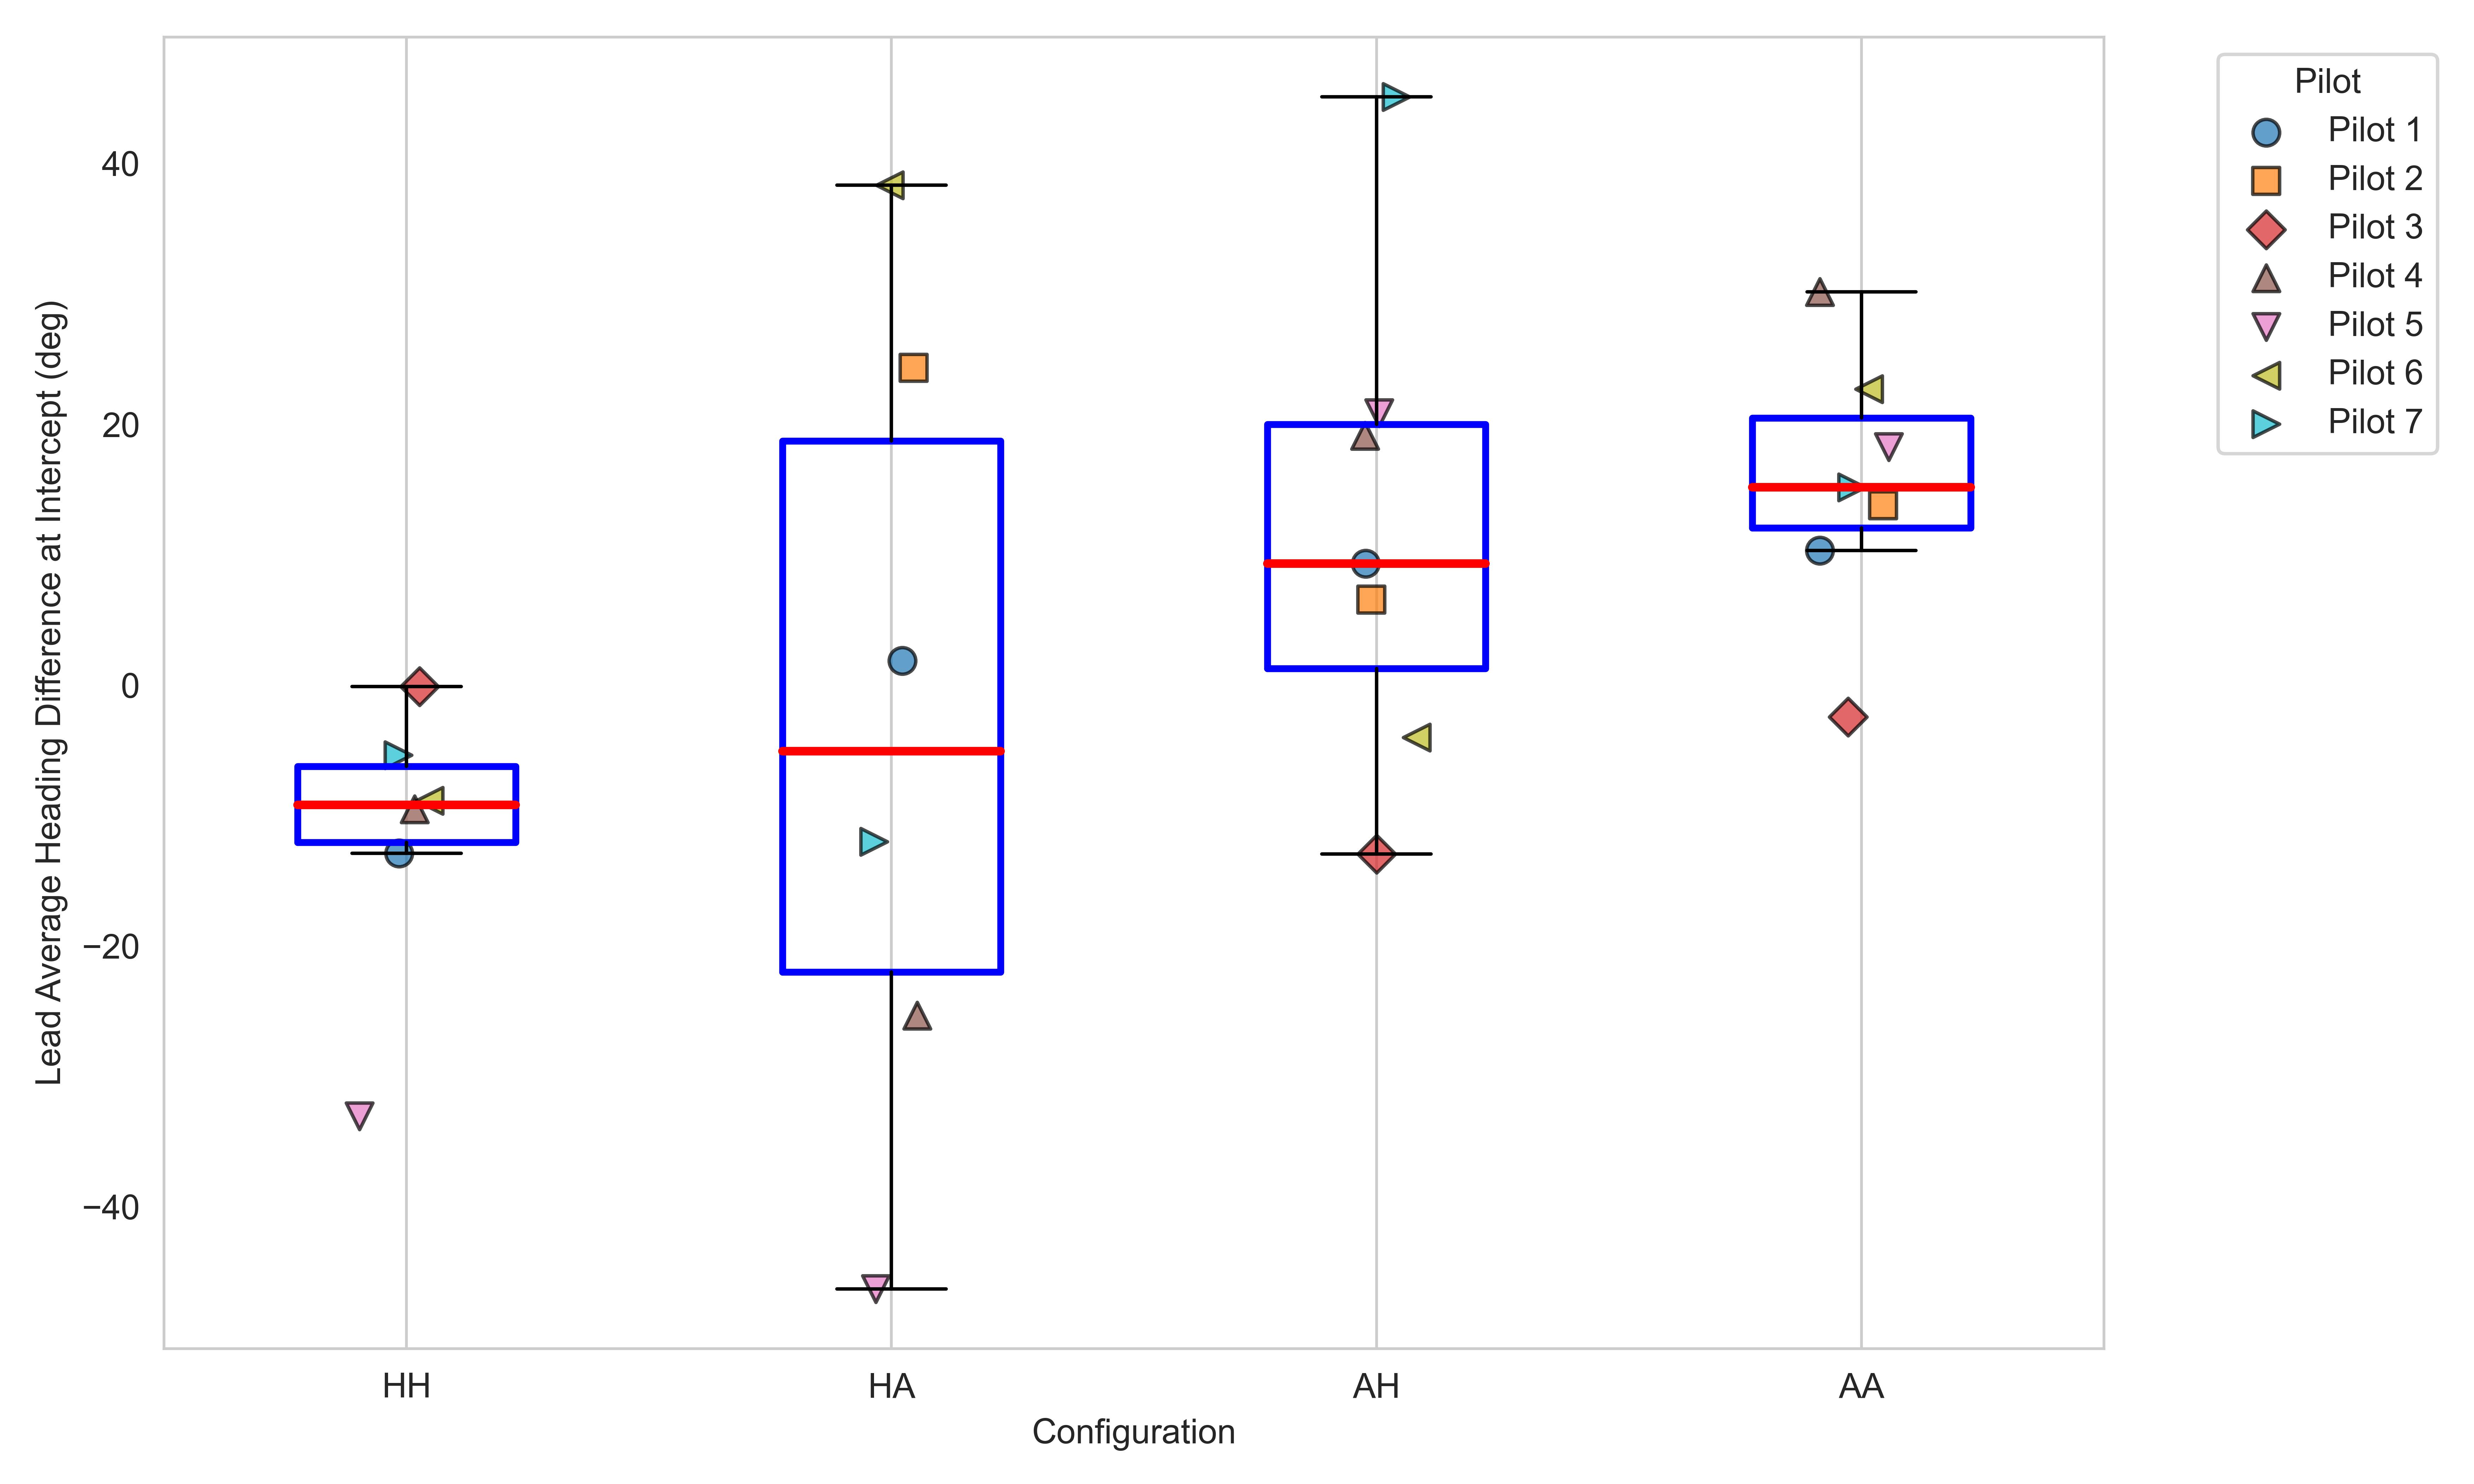 Pilot
Pilot 1
Pilot 2
Pilot 3
Pilot 4
Pilot 5
Pilot 6
Pilot 7
Lead Average Heading Difference at Intercept (deg)
40
20
0
−20
−40
HH HA AH AA
Configuration